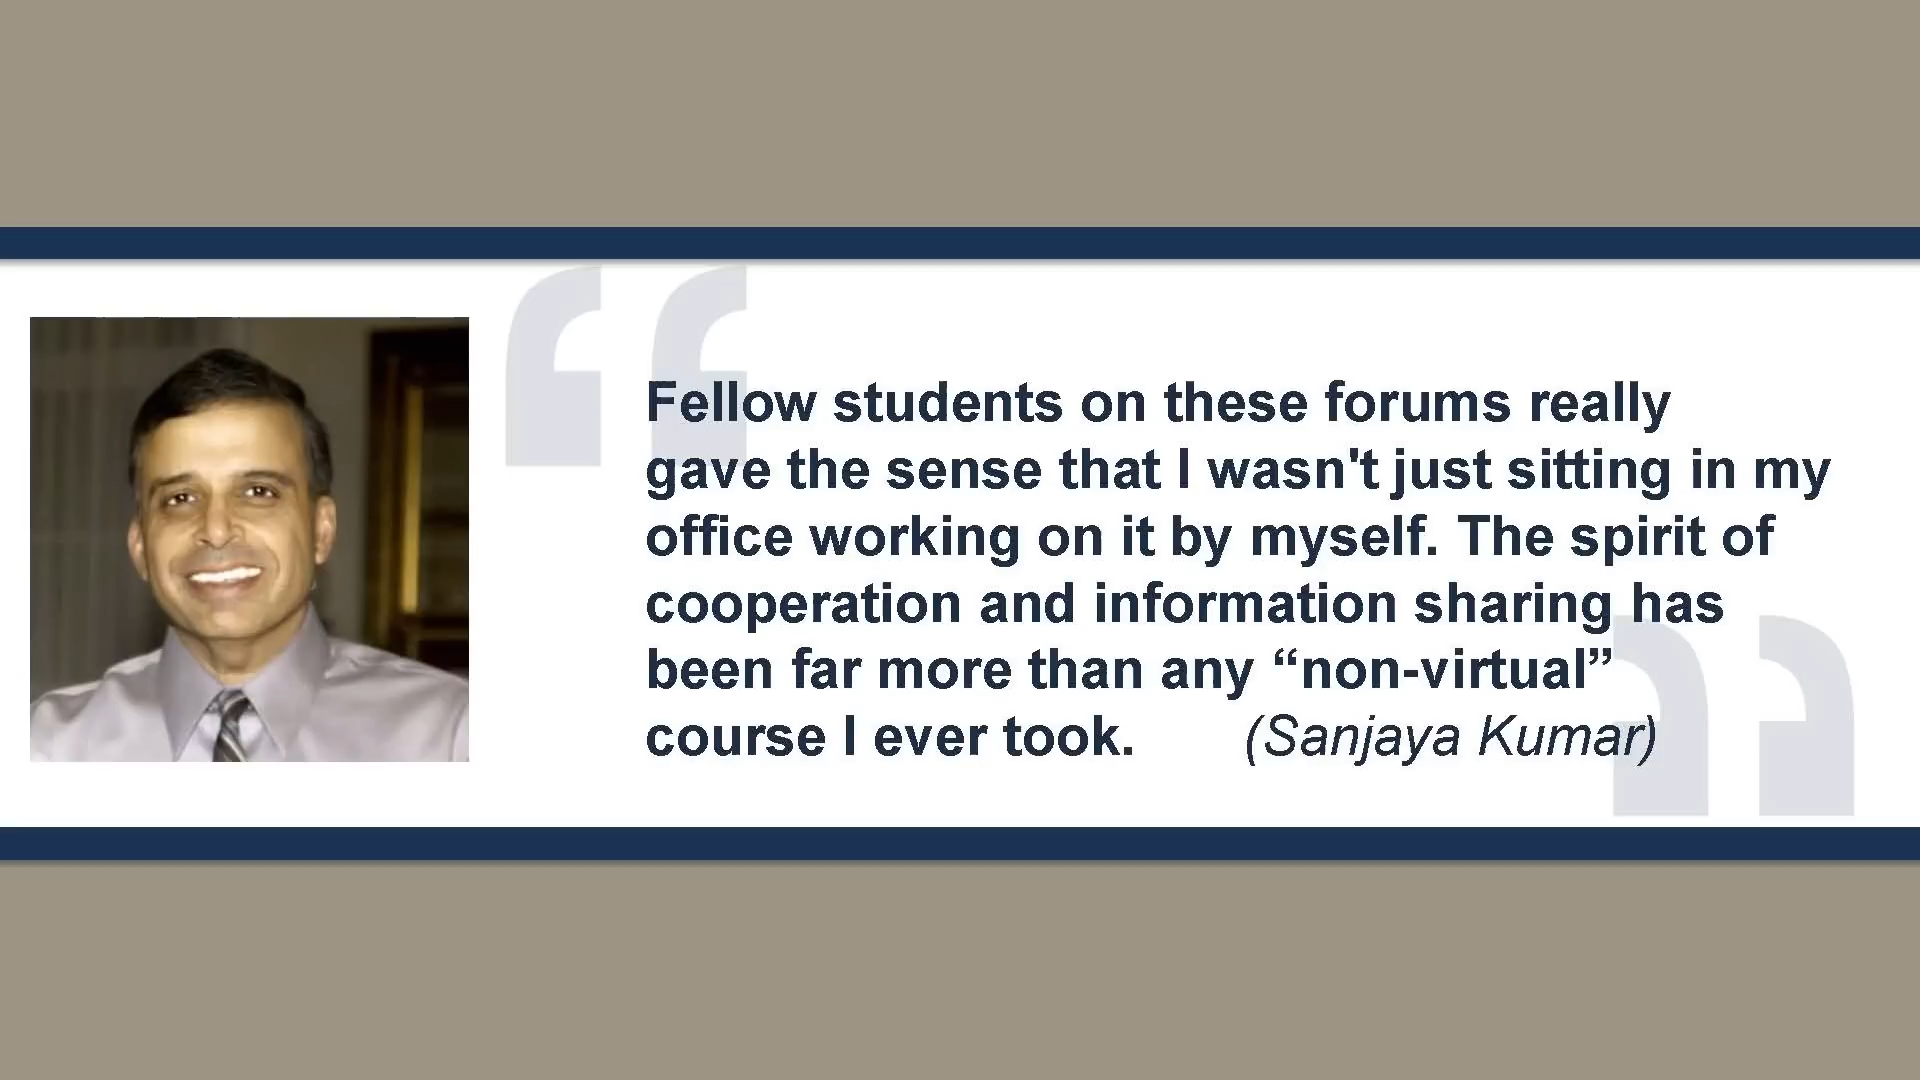 Fellow students on these forums really
gave the sense that I wasn't just sitting in my
office working on it by myself. The spirit of
cooperation and information sharing has
been far more than any “non-virtual”
course I ever took. (Sanjaya Kumar)